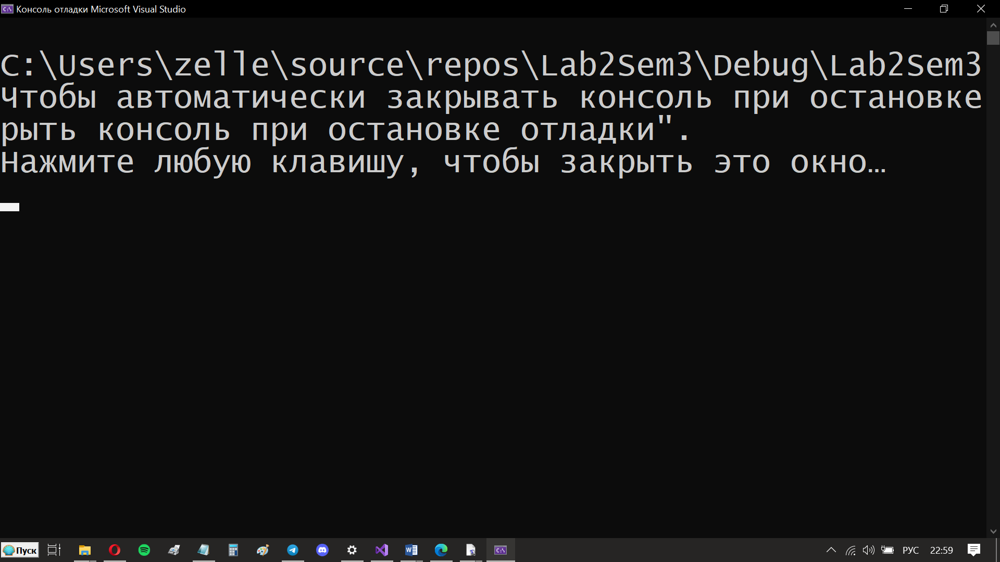 Консоль отладки Microsoft Visual Studio
C:\Users\zelle\source\repos\Lab2Sem3\Debug\Lab2Sem3
Чтобы автоматически закрывать консоль при остановке
рыть консоль при остановке отладки".
Нажмите любую клавишу, чтобы закрыть это окно…
Пуск
РУС
22:59